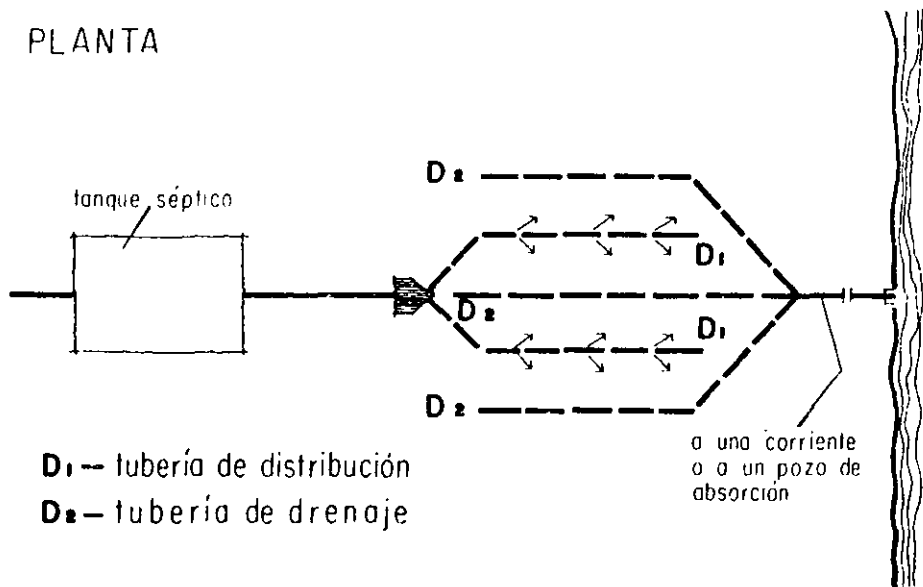 PLANTA
tanque séptico
D2
D1
D2
D1
D2
a una corriente
o a un pozo de
absorción
D1 – tubería de distribución
D2 – tubería de drenaje